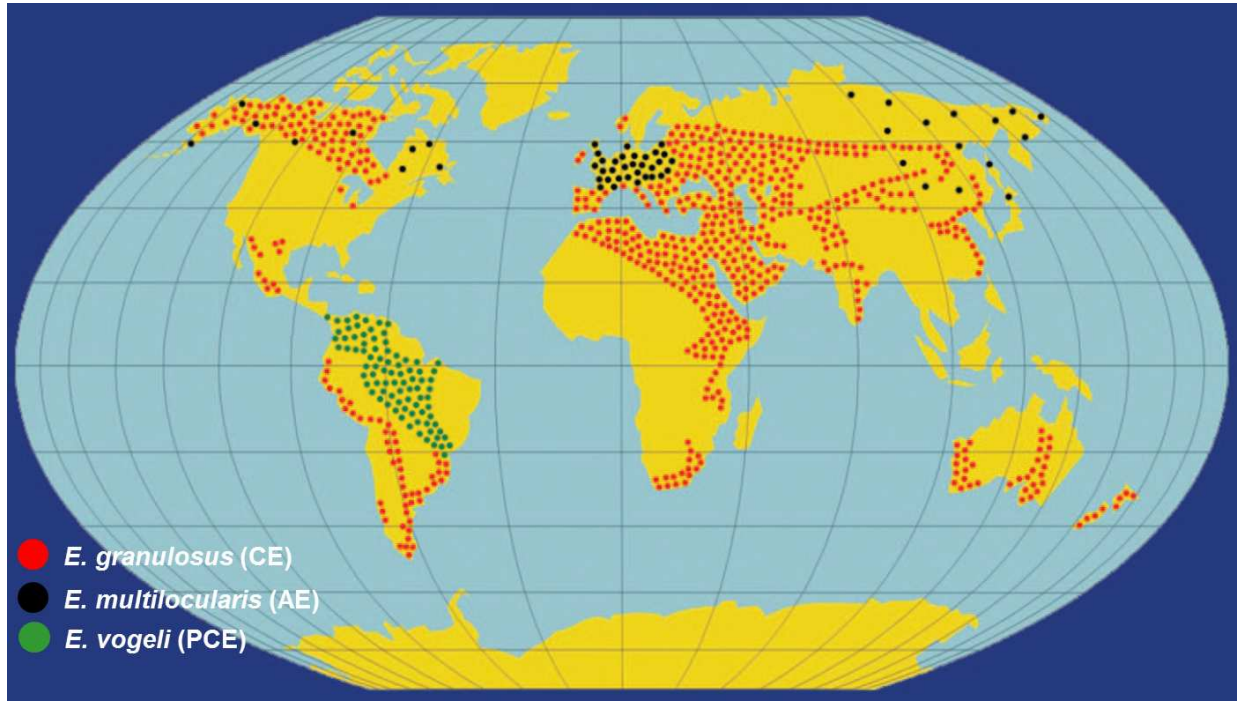 E. granulosus (CE)
E. multilocularis (AE)
E. vogeli (PCE)